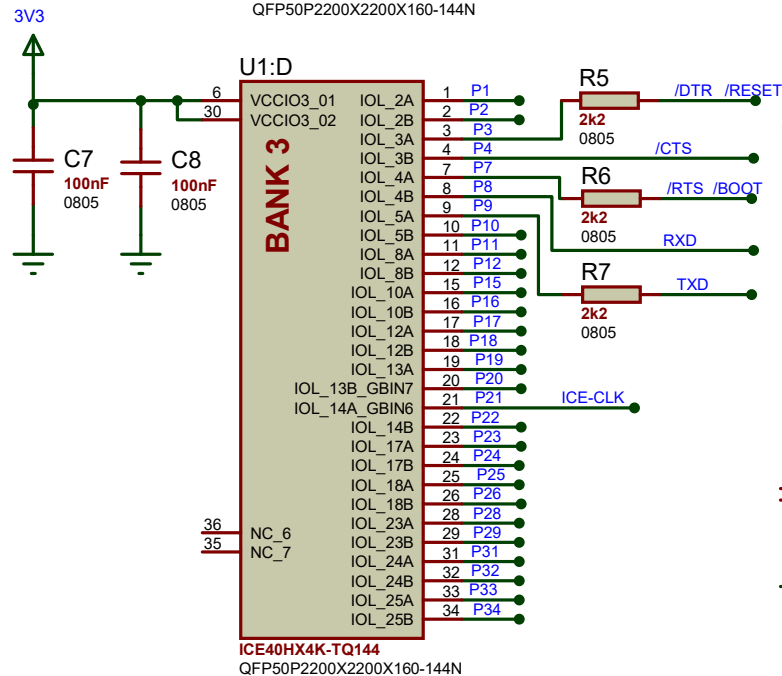 QFP50P2200X2200X160-144N
3V3
U1:D
6 VCCIO3_01 IOL_2A 1 P1
30 VCCIO3_02 IOL_2B 2 P2
IOL_3A 3 P3
R5
2k2
0805
/DTR /RESET
IOL_3B 4 P4 /CTS
IOL_4A 7 P7
R6
2k2
0805
/RTS /BOOT
IOL_4B 8 P8 RXD
IOL_5A 9 P9
R7
2k2
0805
TXD
IOL_5B 10 P10
IOL_8A 11 P11
IOL_8B 12 P12
IOL_10A 15 P15
IOL_10B 16 P16
IOL_12A 17 P17
IOL_12B 18 P18
IOL_13A 19 P19
IOL_13B_GBIN7 20 P20
IOL_14A_GBIN6 21 P21 ICE-CLK
IOL_14B 22 P22
IOL_17A 23 P23
IOL_17B 24 P24
IOL_18A 25 P25
IOL_18B 26 P26
IOL_23A 28 P28
IOL_23B 29 P29
IOL_24A 31 P31
IOL_24B 32 P32
IOL_25A 33 P33
IOL_25B 34 P34
BANK 3
C7
100nF
0805
C8
100nF
0805
36 NC_6
35 NC_7
ICE40HX4K-TQ144
QFP50P2200X2200X160-144N